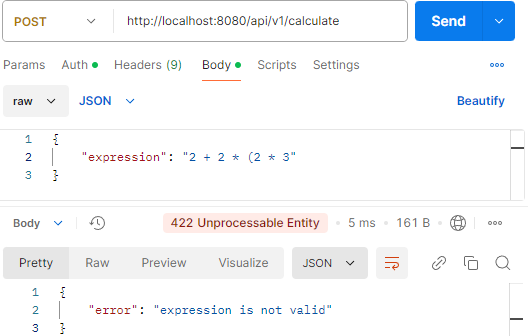 POST http://localhost:8080/api/v1/calculate Send
Params Auth Headers (9) Body Scripts Settings
raw JSON Beautify
1 {
2 "expression": "2 + 2 * (2 * 3"
3 }
Body 422 Unprocessable Entity 5 ms 161 B
Pretty Raw Preview Visualize JSON
1 {
2 "error": "expression is not valid"
3 }